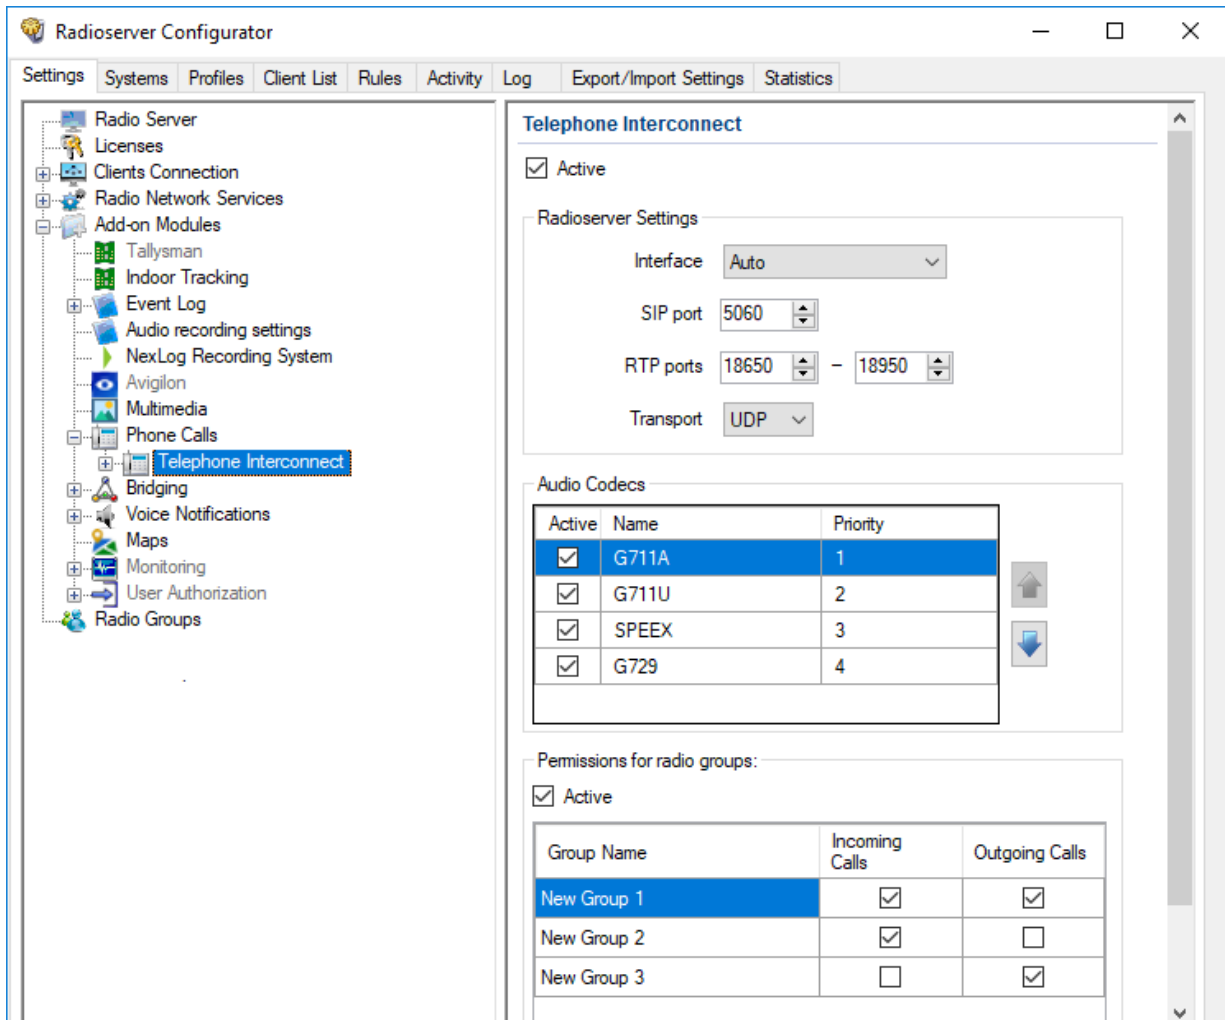 Radioserver Configurator
Settings Systems Profiles Client List Rules Activity Log Export/Import Settings Statistics
Radio Server
Licenses
Clients Connection
Radio Network Services
Add-on Modules
Tallysman
Indoor Tracking
Event Log
Audio recording settings
NexLog Recording System
Avigilon
Multimedia
Phone Calls
Telephone Interconnect
Bridging
Voice Notifications
Maps
Monitoring
User Authorization
Radio Groups
Telephone Interconnect
Active
Radioserver Settings
Interface Auto
SIP port 5060
RTP ports 18650 – 18950
Transport UDP
Audio Codecs
Active Name Priority
G711A 1
G711U 2
SPEEX 3
G729 4
Permissions for radio groups:
Active
Group Name Incoming Calls Outgoing Calls
New Group 1
New Group 2
New Group 3